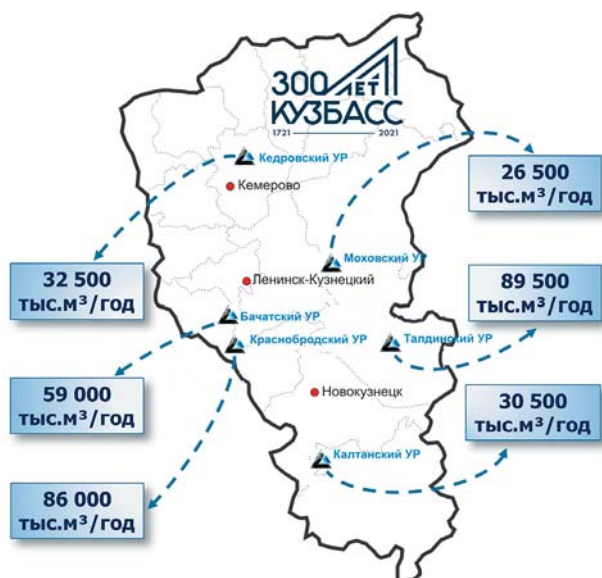 300 ЛЕТ
КУЗБАСС
1721 2021
Кедровский УР
Кемерово
26 500
тыс.м³/год
Моховский УР
32 500
тыс.м³/год
Ленинск-Кузнецкий
89 500
тыс.м³/год
Бачатский УР
Краснобродский УР
Талдинский УР
59 000
тыс.м³/год
Новокузнецк
30 500
тыс.м³/год
Калтанский УР
86 000
тыс.м³/год